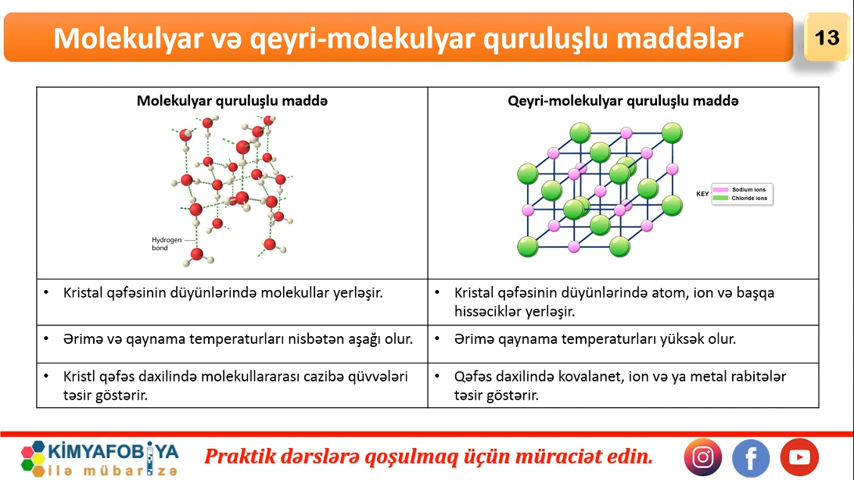 Molekulyar və qeyri-molekulyar quruluşlu maddələr
13
Molekulyar quruluşlu maddə
Qeyri-molekulyar quruluşlu maddə
Hydrogen
bond
KEY
Sodium ions
Chloride ions
• Kristal qəfəsinin düyünlərində molekullar yerləşir.
• Kristal qəfəsinin düyünlərində atom, ion və başqa
hissəciklər yerləşir.
• Ərimə və qaynama temperaturları nisbətən aşağı olur.
• Ərimə qaynama temperaturları yüksək olur.
• Kristl qəfəs daxilində molekullararası cazibə qüvvələri
təsir göstərir.
• Qəfəs daxilində kovalanet, ion və ya metal rabitələr
təsir göstərir.
KİMYAFOBİYA
ilə mübarizə
Praktik dərslərə qoşulmaq üçün müraciət edin.